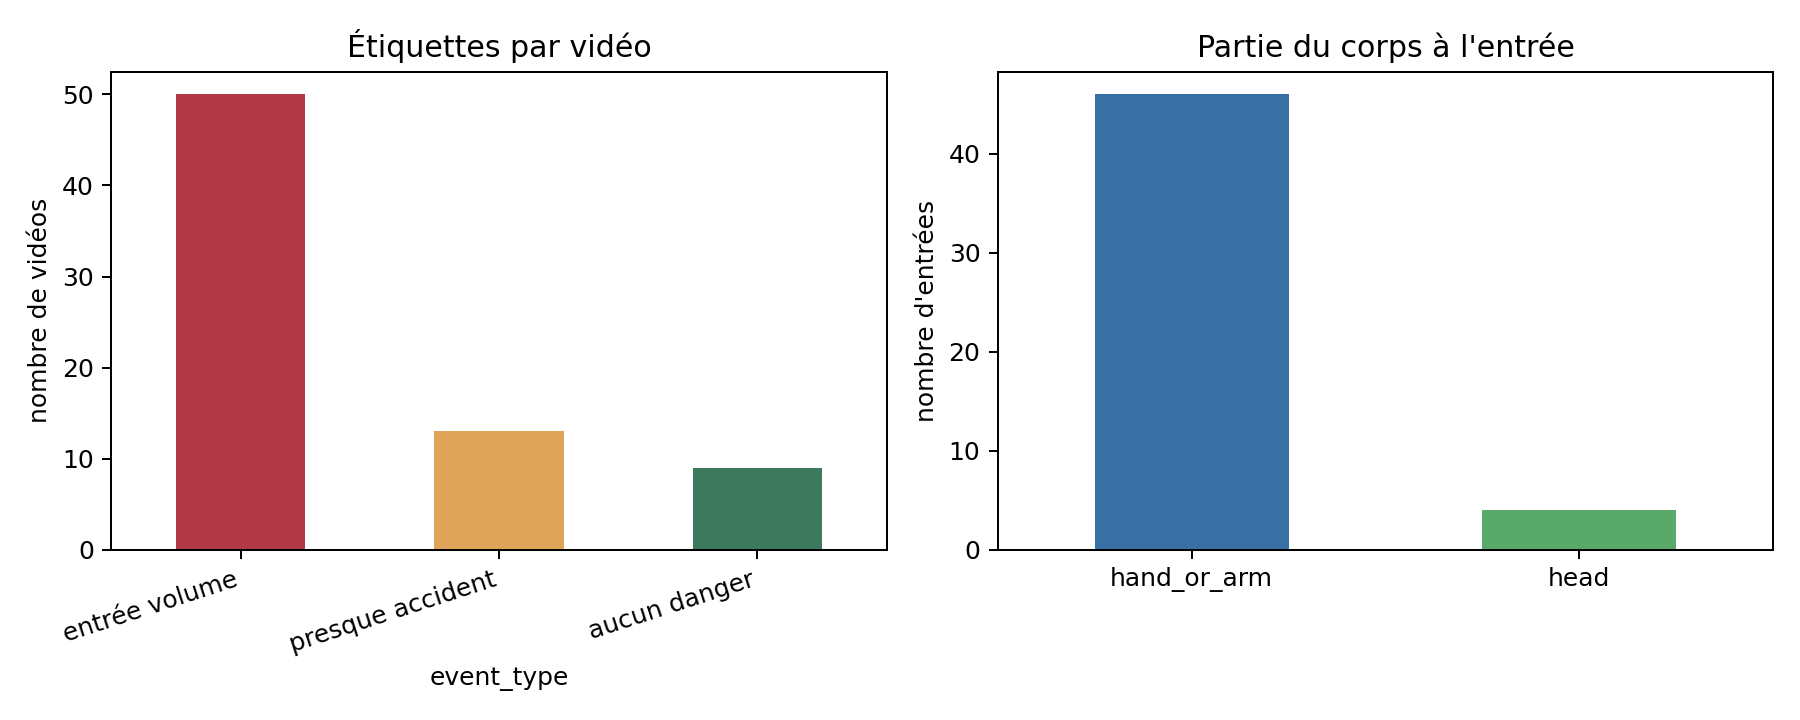 Étiquettes par vidéo
nombre de vidéos
50
40
30
20
10
0
entrée volume
presque accident
aucun danger
event_type
Partie du corps à l'entrée
nombre d'entrées
40
30
20
10
0
hand_or_arm
head